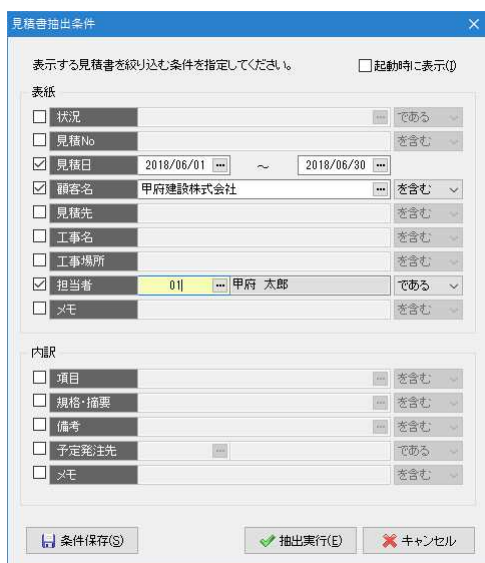 見積書抽出条件
表示する見積書を絞り込む条件を指定してください。 起動時に表示(I)
表紙
状況 である
見積No を含む
見積日 2018/06/01 ... ～ 2018/06/30 ...
顧客名 甲府建設株式会社 ... を含む
見積先 を含む
工事名 を含む
工事場所 を含む
担当者 01 ... 甲府 太郎 である
メモ を含む
内訳
項目 ... を含む
規格・摘要 ... を含む
備考 ... を含む
予定発注先 ... である
メモ を含む
条件保存(S) 抽出実行(E) キャンセル